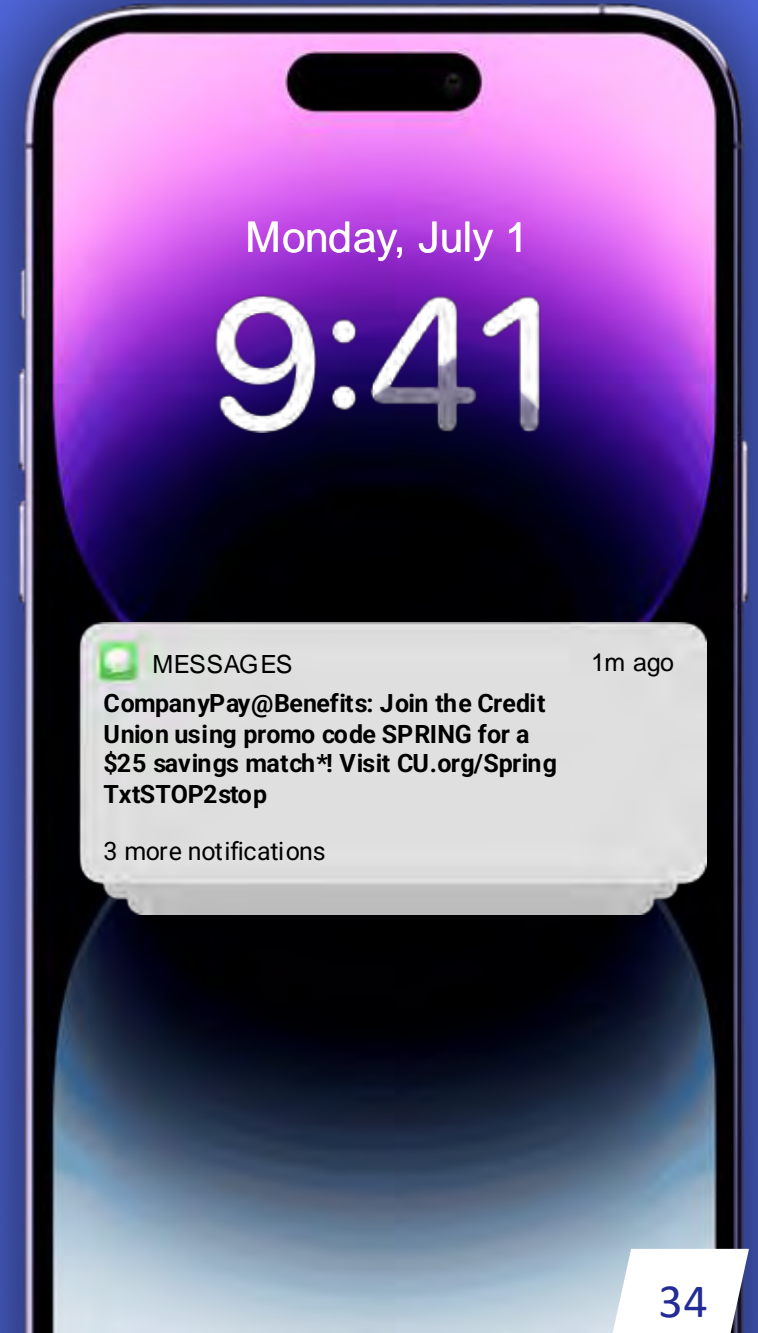 Monday, July 1
9:41
MESSAGES 1m ago
CompanyPay@Benefits: Join the Credit
Union using promo code SPRING for a
$25 savings match*! Visit CU.org/Spring
TxtSTOP2stop
3 more notifications
34